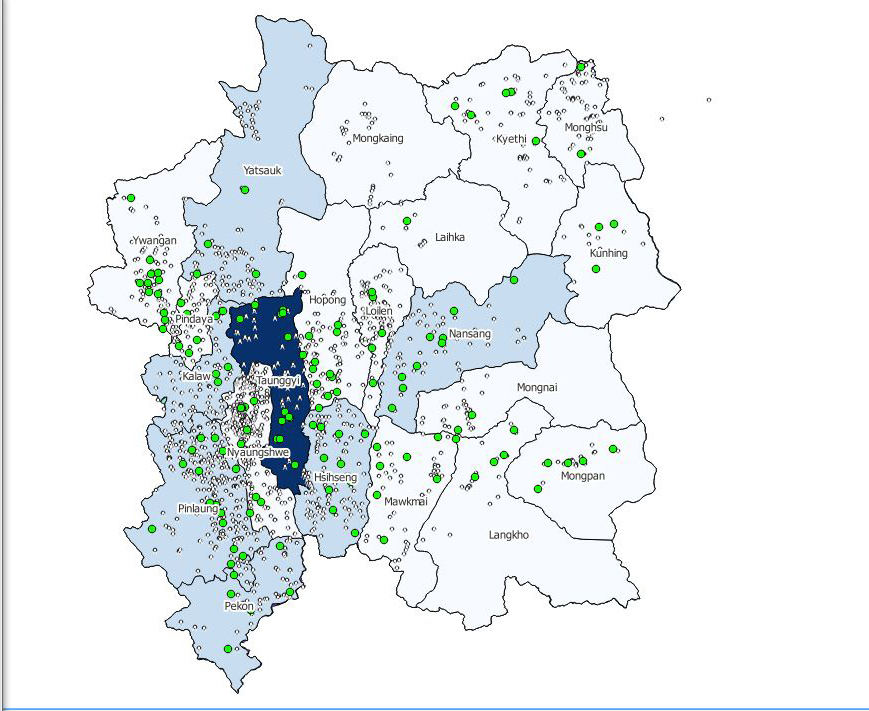 Monghsu
Mongkaing
Kyethi
Yatsauk
Laihka
Ywangan
Kunhing
Hopong
Loilen
Pindaya
Nansang
Kalaw
Taunggyi
Mongnai
Nyaungshwe
Hsihseng
Mongpan
Mawkmai
Pinlaung
Langkho
Pekon